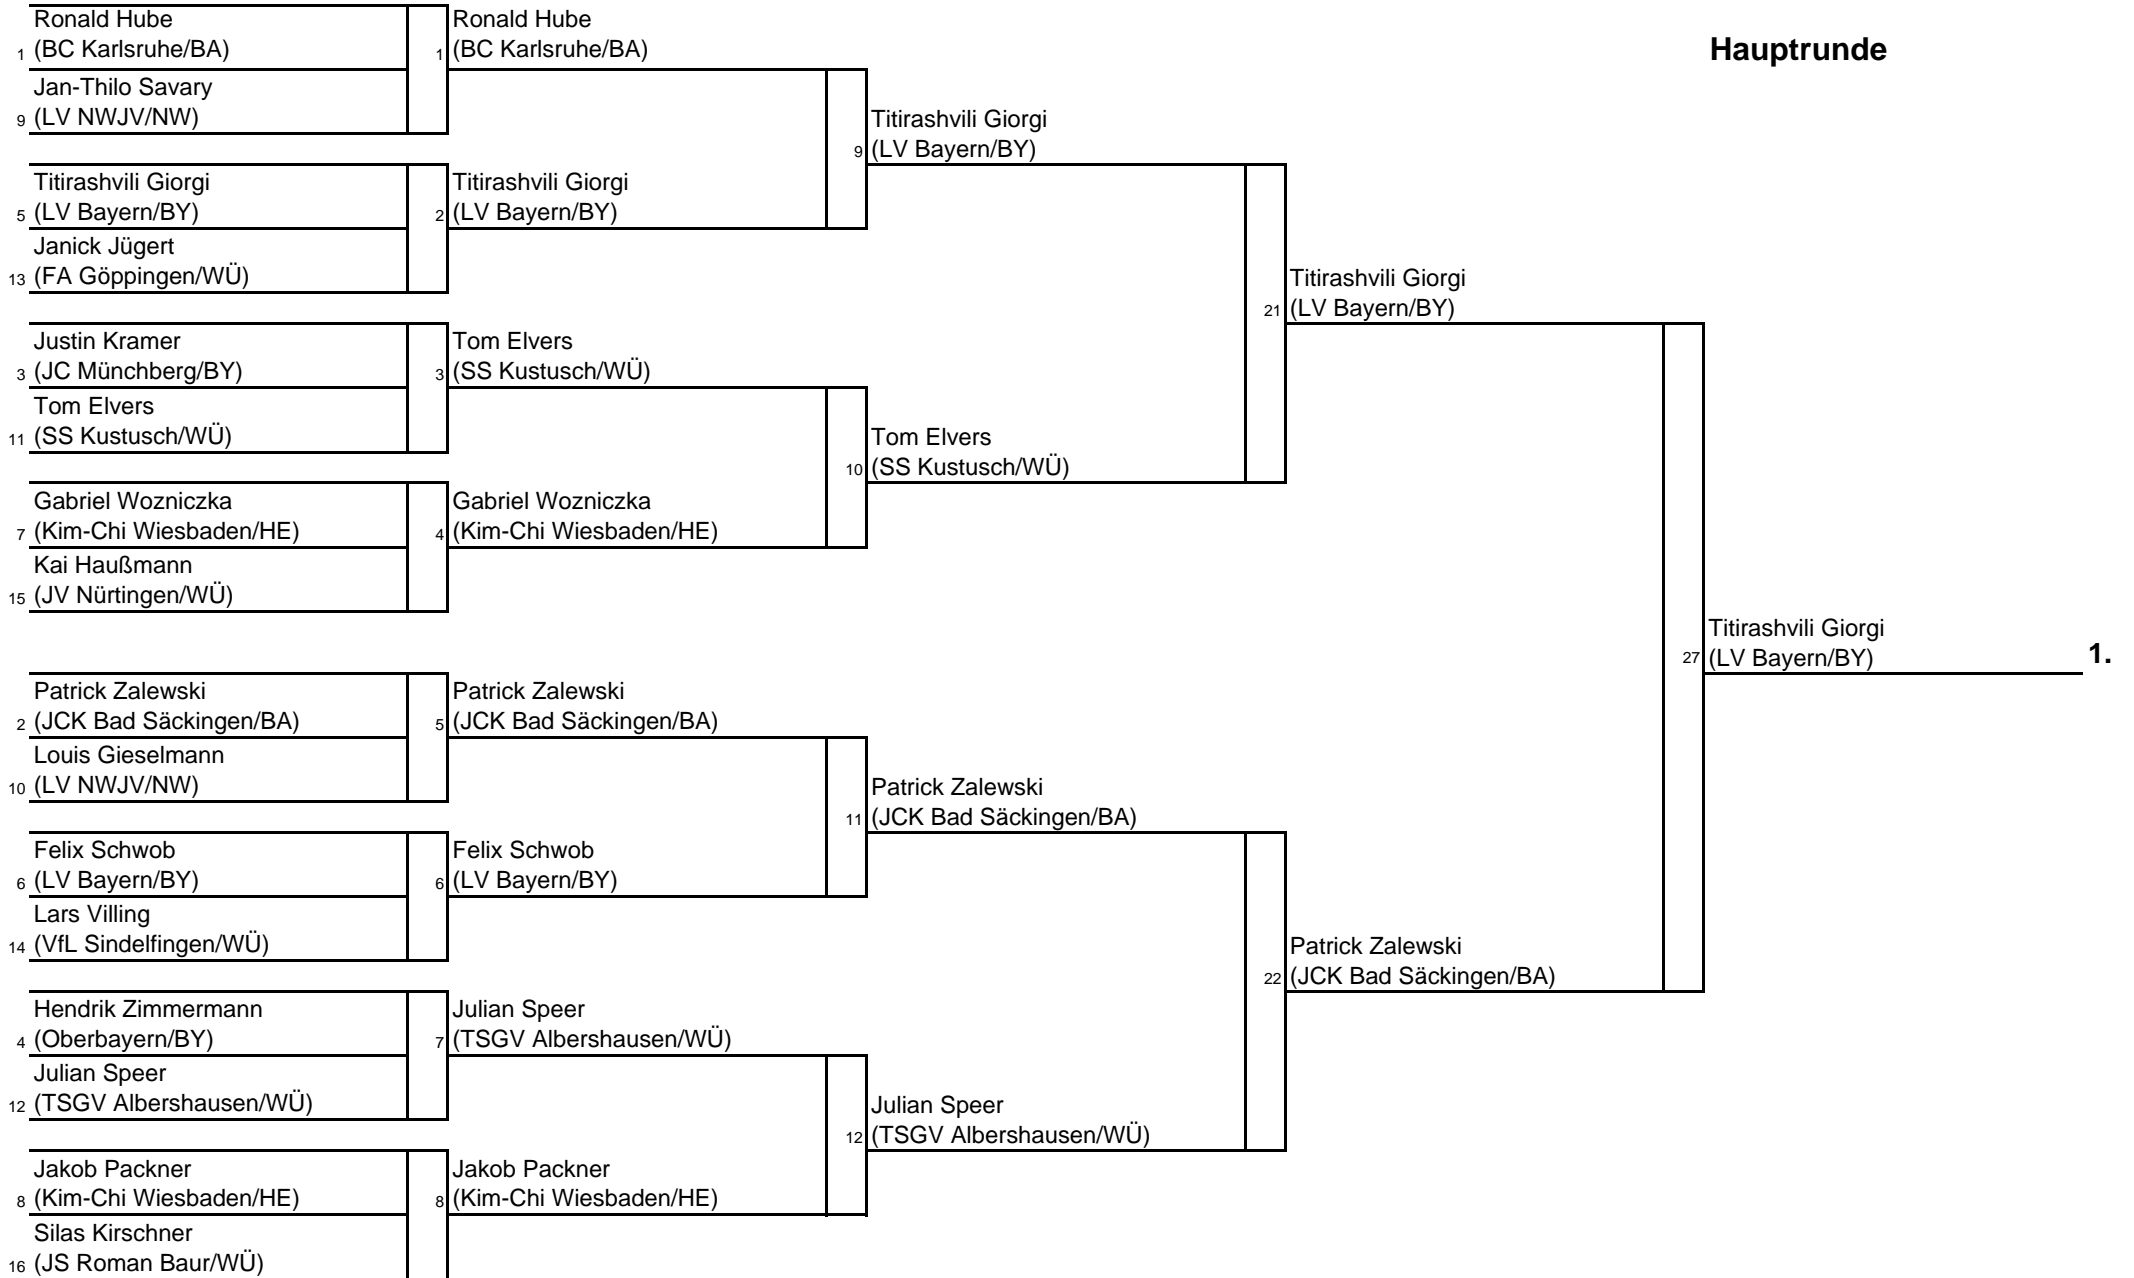 Hauptrunde
Ronald Hube
1 (BC Karlsruhe/BA)
Jan-Thilo Savary
9 (LV NWJV/NW)
Titirashvili Giorgi
5 (LV Bayern/BY)
Janick Jügert
13 (FA Göppingen/WÜ)
Justin Kramer
3 (JC Münchberg/BY)
Tom Elvers
11 (SS Kustusch/WÜ)
Gabriel Wozniczka
7 (Kim-Chi Wiesbaden/HE)
Kai Haußmann
15 (JV Nürtingen/WÜ)
Patrick Zalewski
2 (JCK Bad Säckingen/BA)
Louis Gieselmann
10 (LV NWJV/NW)
Felix Schwob
6 (LV Bayern/BY)
Lars Villing
14 (VfL Sindelfingen/WÜ)
Hendrik Zimmermann
4 (Oberbayern/BY)
Julian Speer
12 (TSGV Albershausen/WÜ)
Jakob Packner
8 (Kim-Chi Wiesbaden/HE)
Silas Kirschner
16 (JS Roman Baur/WÜ)
Ronald Hube
1 (BC Karlsruhe/BA)
Titirashvili Giorgi
2 (LV Bayern/BY)
Tom Elvers
3 (SS Kustusch/WÜ)
Gabriel Wozniczka
4 (Kim-Chi Wiesbaden/HE)
Patrick Zalewski
5 (JCK Bad Säckingen/BA)
Felix Schwob
6 (LV Bayern/BY)
Julian Speer
7 (TSGV Albershausen/WÜ)
Jakob Packner
8 (Kim-Chi Wiesbaden/HE)
Titirashvili Giorgi
9 (LV Bayern/BY)
Tom Elvers
10 (SS Kustusch/WÜ)
Patrick Zalewski
11 (JCK Bad Säckingen/BA)
Julian Speer
12 (TSGV Albershausen/WÜ)
Titirashvili Giorgi
21 (LV Bayern/BY)
Patrick Zalewski
22 (JCK Bad Säckingen/BA)
Titirashvili Giorgi
27 (LV Bayern/BY) 1.